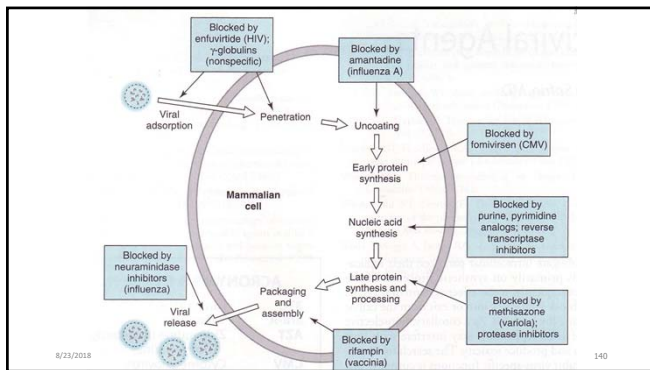 Blocked by
enfuvirtide (HIV);
γ-globulins
(nonspecific)
Blocked by
amantadine
(influenza A)
Viral
adsorption
Penetration
Uncoating
Blocked by
fomivirsen (CMV)
Early protein
synthesis
Mammalian
cell
Nucleic acid
synthesis
Blocked by
purine, pyrimidine
analogs; reverse
transcriptase
inhibitors
Blocked by
neuraminidase
inhibitors
(influenza)
Late protein
synthesis and
processing
Packaging
and
assembly
Viral
release
Blocked by
methisazone
(variola);
protease inhibitors
Blocked by
rifampin
(vaccinia)
8/23/2018
140